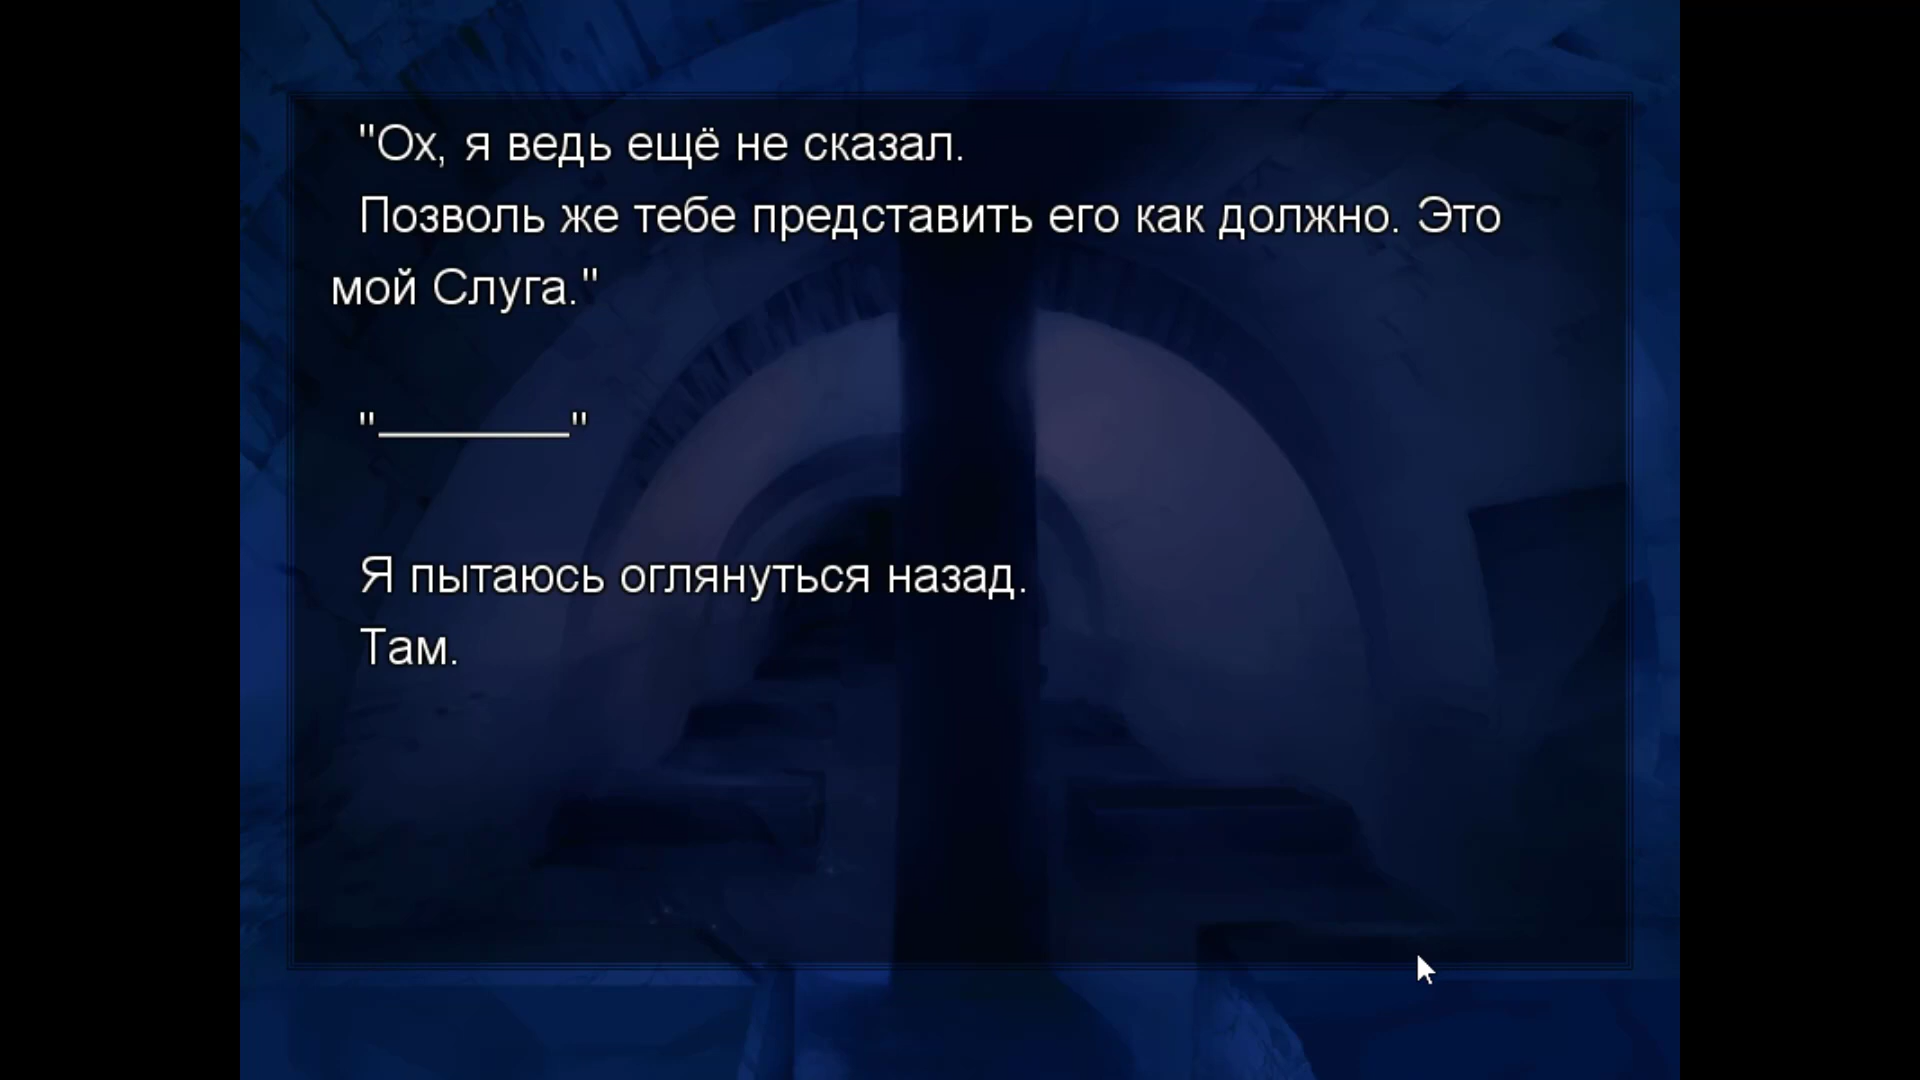 "Ох, я ведь ещё не сказал.
Позволь же тебе представить его как должно. Это
мой Слуга."
"————"
Я пытаюсь оглянуться назад.
Там.